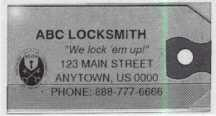 ABC LOCKSMITH
"We lock 'em up!"
123 MAIN STREET
ANYTOWN, US 0000
PHONE: 888-777-6666